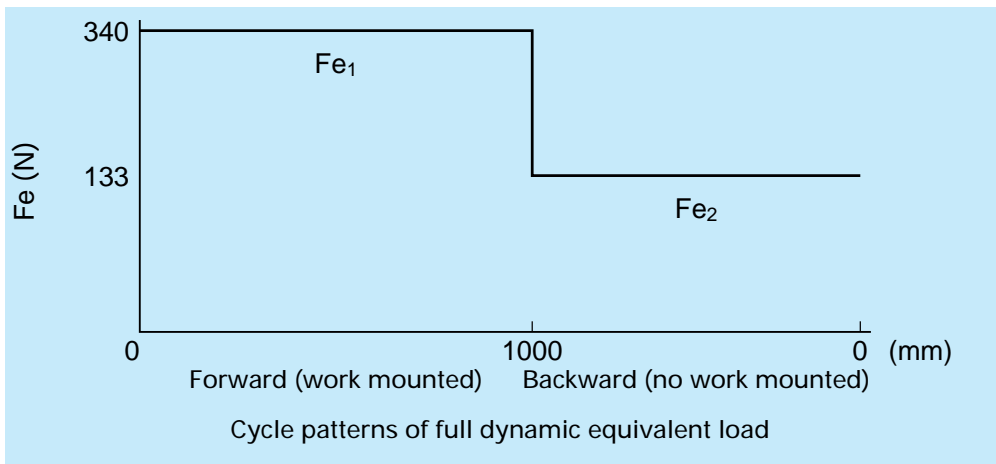 340
Fe₁
Fe (N)
133
Fe₂
0 1000 0 (mm)
Forward (work mounted) Backward (no work mounted)
Cycle patterns of full dynamic equivalent load